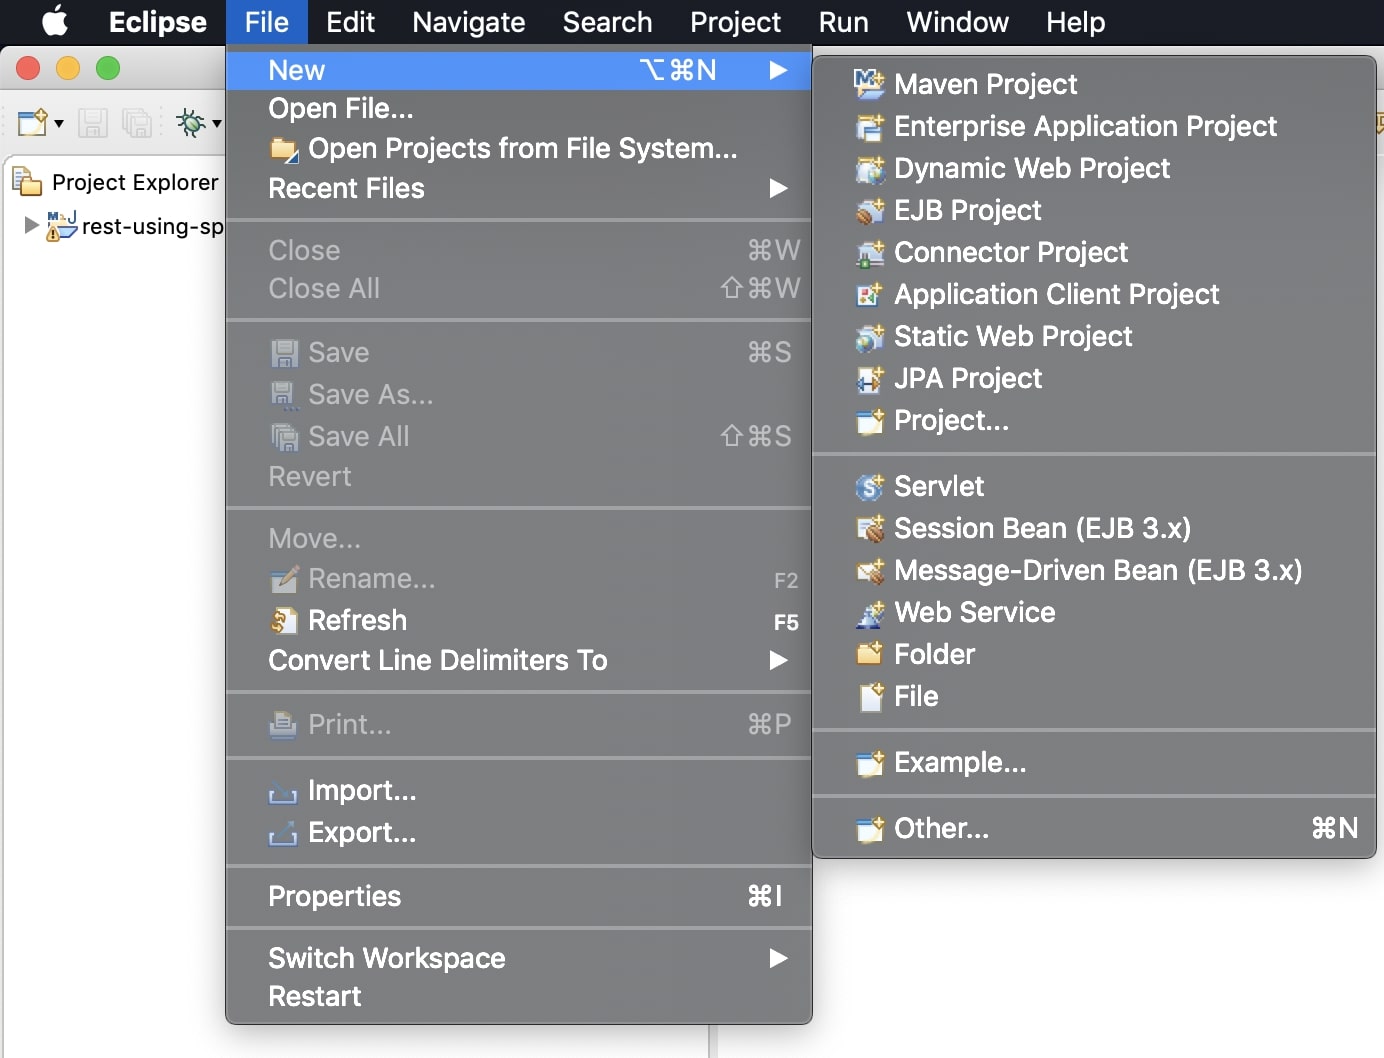 Eclipse File Edit Navigate Search Project Run Window Help
Project Explorer
rest-using-sp
New ⌥⌘N
Open File...
Open Projects from File System...
Recent Files
Close ⌘W
Close All ⇧⌘W
Save ⌘S
Save As...
Save All ⇧⌘S
Revert
Move...
Rename... F2
Refresh F5
Convert Line Delimiters To
Print... ⌘P
Import...
Export...
Properties ⌘I
Switch Workspace
Restart
Maven Project
Enterprise Application Project
Dynamic Web Project
EJB Project
Connector Project
Application Client Project
Static Web Project
JPA Project
Project...
Servlet
Session Bean (EJB 3.x)
Message-Driven Bean (EJB 3.x)
Web Service
Folder
File
Example...
Other... ⌘N